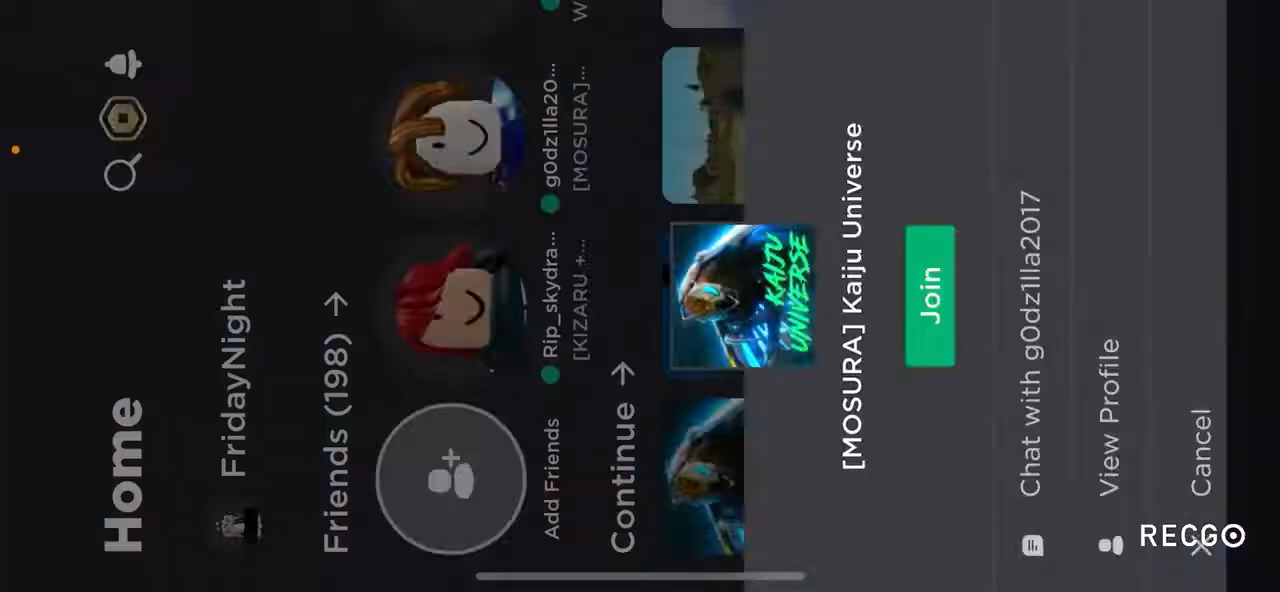 Home
FridayNight
Friends (198) →
Add Friends
Rip_skydra...
[KIZARU +...
g0dz1lla20...
[MOSURA]...
W
Continue →
KAIJU
UNIVERSE
[MOSURA] Kaiju Universe
Join
Chat with g0dz1lla2017
View Profile
Cancel
RECGO